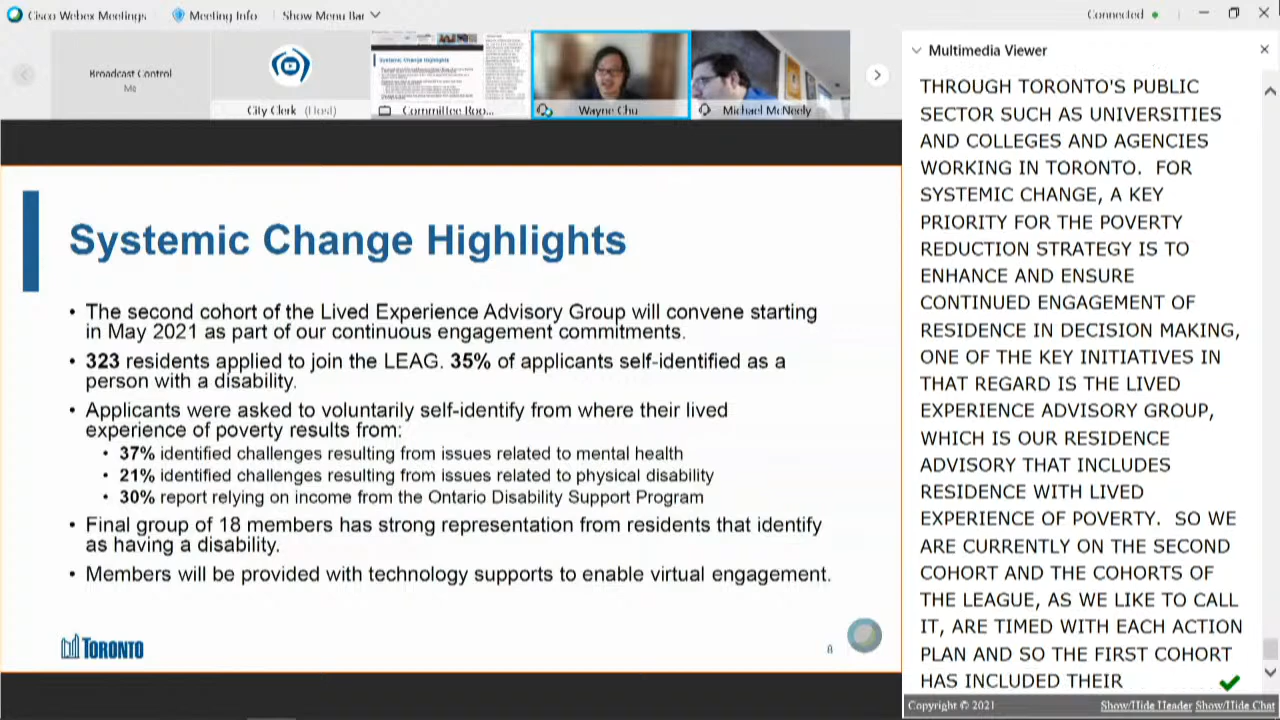 Cisco Webex Meetings
Meeting Info
Show Menu Bar
Connected
Broadcast Control
Me
City Clerk (Host)
Systemic Change Highlights
Committee Roo...
Wayne Chu
Michael McNeely
Systemic Change Highlights
• The second cohort of the Lived Experience Advisory Group will convene starting
in May 2021 as part of our continuous engagement commitments.
• 323 residents applied to join the LEAG. 35% of applicants self-identified as a
person with a disability.
• Applicants were asked to voluntarily self-identify from where their lived
experience of poverty results from:
• 37% identified challenges resulting from issues related to mental health
• 21% identified challenges resulting from issues related to physical disability
• 30% report relying on income from the Ontario Disability Support Program
• Final group of 18 members has strong representation from residents that identify
as having a disability.
• Members will be provided with technology supports to enable virtual engagement.
TORONTO
8
Multimedia Viewer
THROUGH TORONTO'S PUBLIC
SECTOR SUCH AS UNIVERSITIES
AND COLLEGES AND AGENCIES
WORKING IN TORONTO. FOR
SYSTEMIC CHANGE, A KEY
PRIORITY FOR THE POVERTY
REDUCTION STRATEGY IS TO
ENHANCE AND ENSURE
CONTINUED ENGAGEMENT OF
RESIDENCE IN DECISION MAKING,
ONE OF THE KEY INITIATIVES IN
THAT REGARD IS THE LIVED
EXPERIENCE ADVISORY GROUP,
WHICH IS OUR RESIDENCE
ADVISORY THAT INCLUDES
RESIDENCE WITH LIVED
EXPERIENCE OF POVERTY. SO WE
ARE CURRENTLY ON THE SECOND
COHORT AND THE COHORTS OF
THE LEAGUE, AS WE LIKE TO CALL
IT, ARE TIMED WITH EACH ACTION
PLAN AND SO THE FIRST COHORT
HAS INCLUDED THEIR
Copyright © 2021
Show/Hide Header Show/Hide Chat